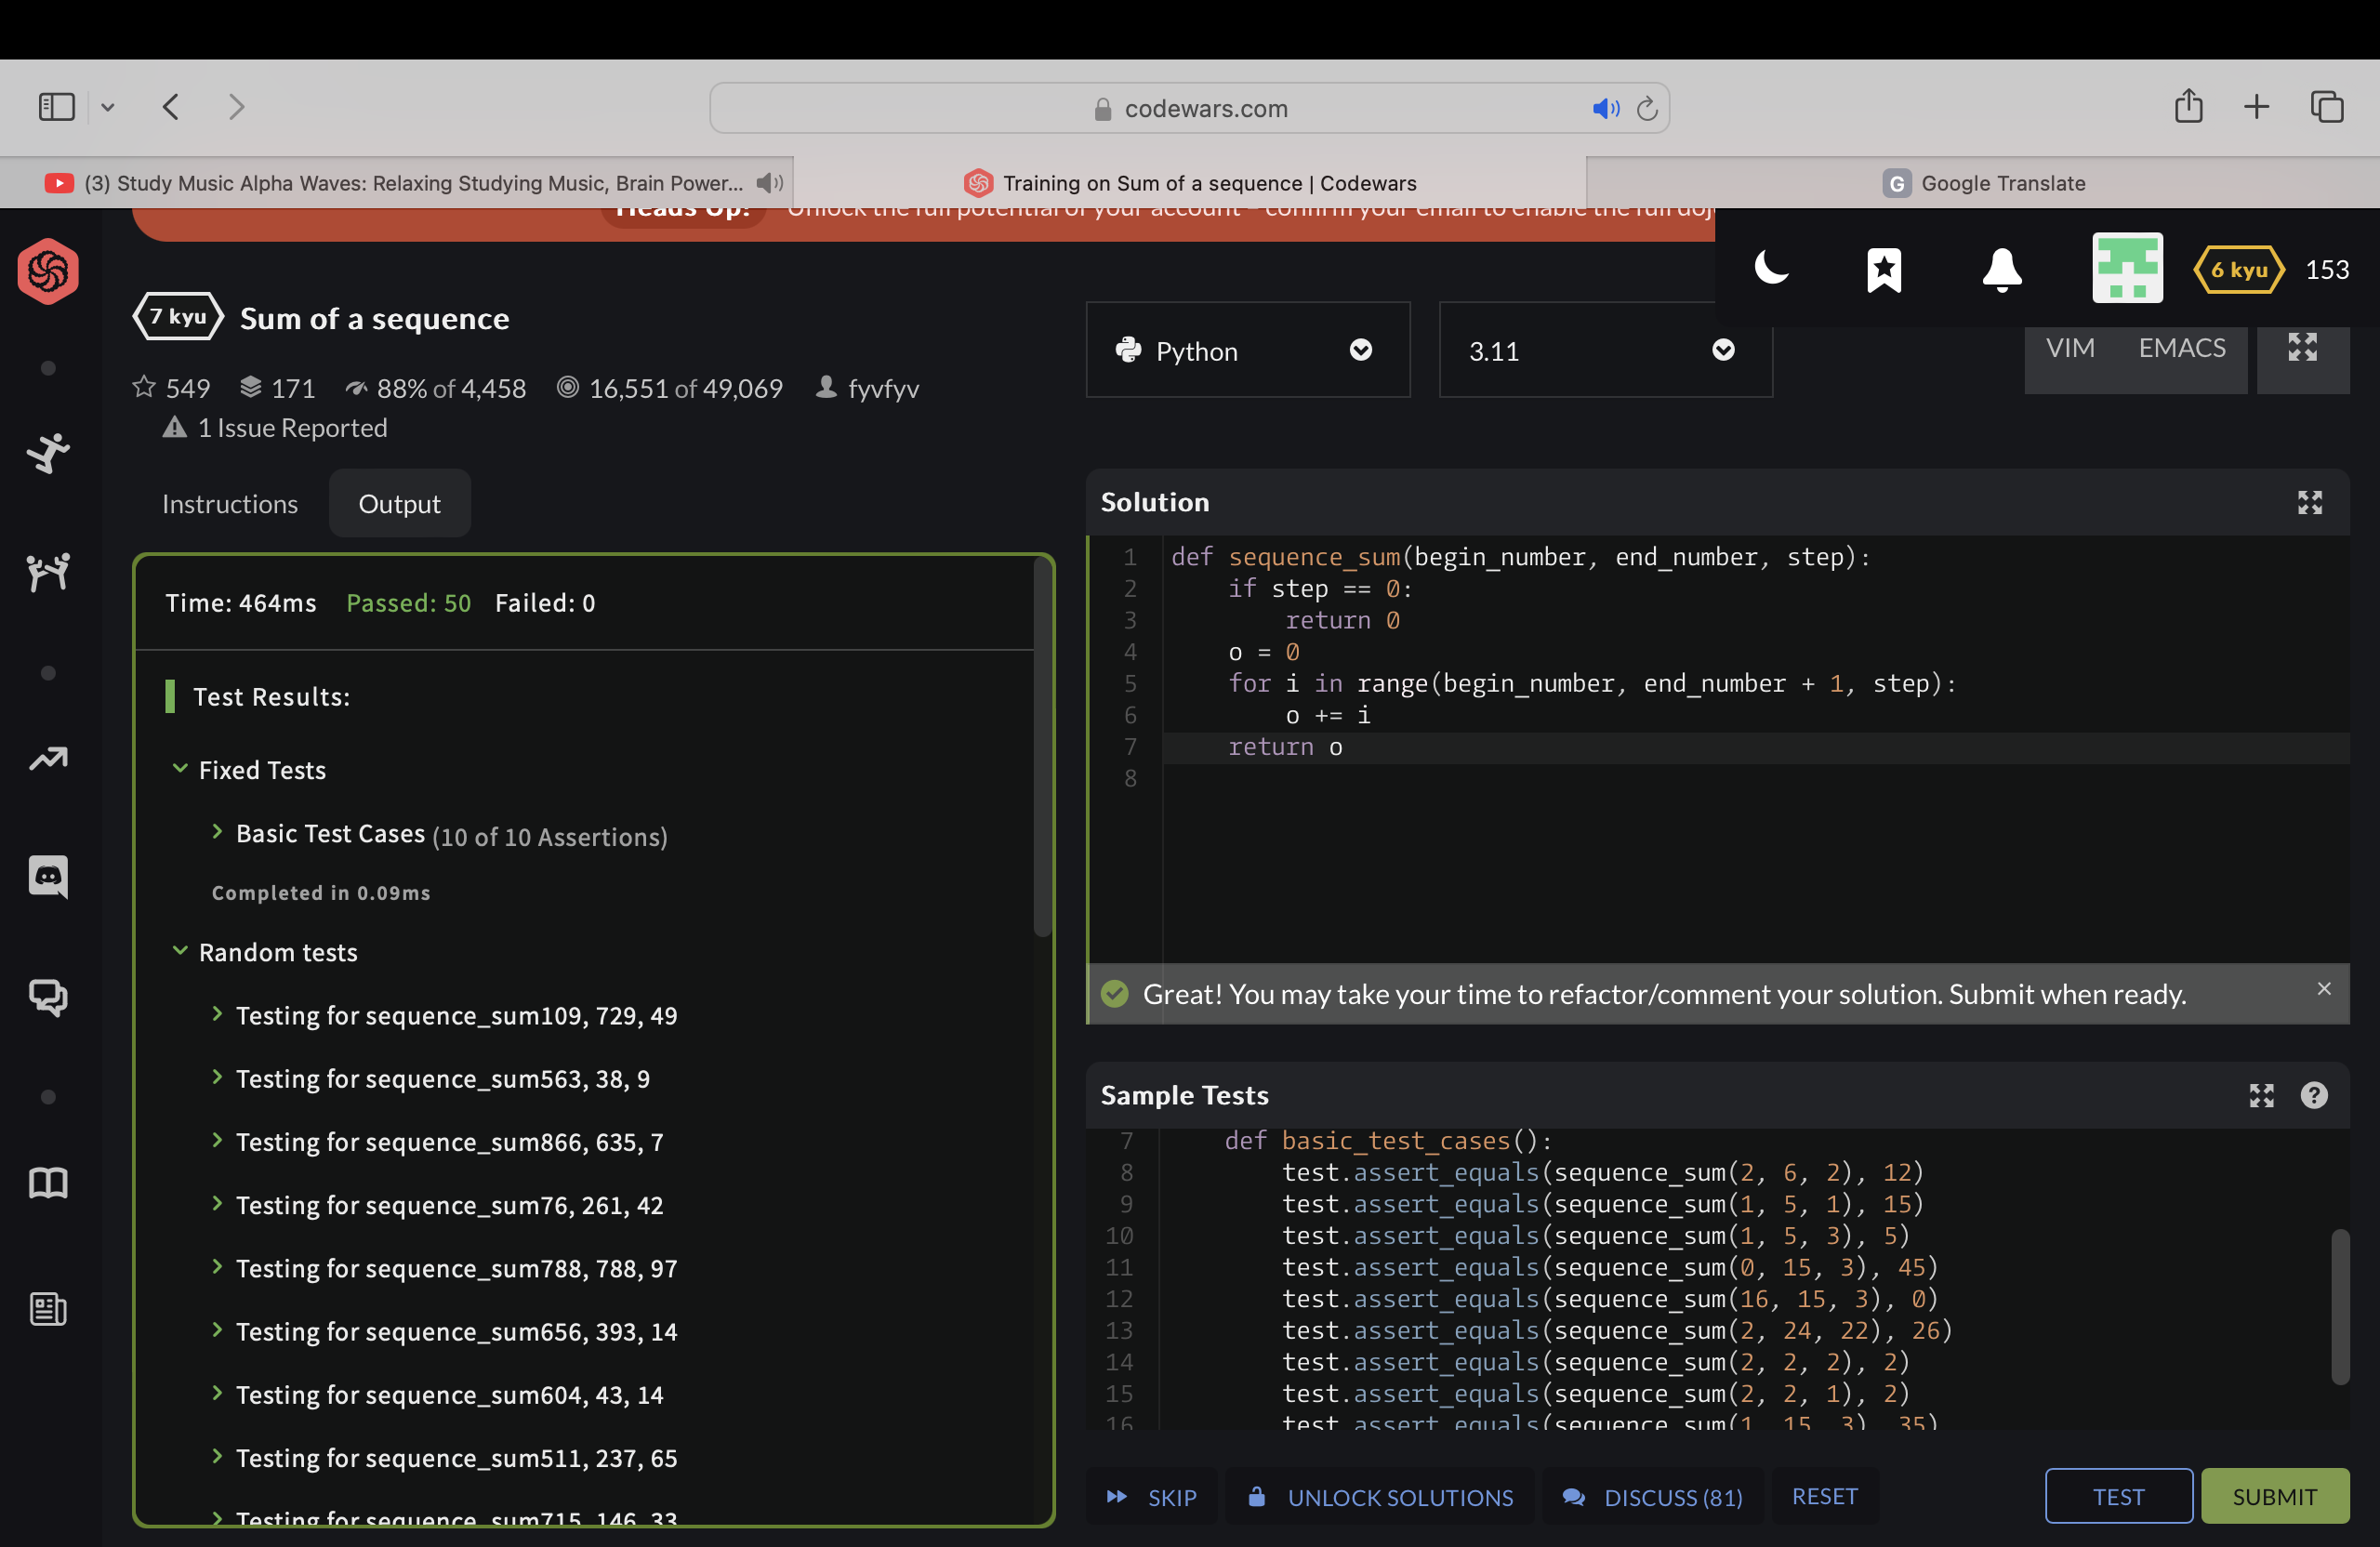 codewars.com
(3) Study Music Alpha Waves: Relaxing Studying Music, Brain Power...
Training on Sum of a sequence | Codewars
G Google Translate
Heads Up! Unlock the full potential of your account – confirm your email to enable the full doj
6 kyu 153
7 kyu Sum of a sequence
549 171 88% of 4,458 16,551 of 49,069 fyvfyv
1 Issue Reported
Python
3.11
VIM EMACS
Instructions Output
Time: 464ms Passed: 50 Failed: 0
Test Results:
Fixed Tests
Basic Test Cases (10 of 10 Assertions)
Completed in 0.09ms
Random tests
Testing for sequence_sum109, 729, 49
Testing for sequence_sum563, 38, 9
Testing for sequence_sum866, 635, 7
Testing for sequence_sum76, 261, 42
Testing for sequence_sum788, 788, 97
Testing for sequence_sum656, 393, 14
Testing for sequence_sum604, 43, 14
Testing for sequence_sum511, 237, 65
Testing for sequence_sum715, 146, 33
Solution
1 def sequence_sum(begin_number, end_number, step):
2 if step == 0:
3 return 0
4 o = 0
5 for i in range(begin_number, end_number + 1, step):
6 o += i
7 return o
8
Great! You may take your time to refactor/comment your solution. Submit when ready.
Sample Tests
7 def basic_test_cases():
8 test.assert_equals(sequence_sum(2, 6, 2), 12)
9 test.assert_equals(sequence_sum(1, 5, 1), 15)
10 test.assert_equals(sequence_sum(1, 5, 3), 5)
11 test.assert_equals(sequence_sum(0, 15, 3), 45)
12 test.assert_equals(sequence_sum(16, 15, 3), 0)
13 test.assert_equals(sequence_sum(2, 24, 22), 26)
14 test.assert_equals(sequence_sum(2, 2, 2), 2)
15 test.assert_equals(sequence_sum(2, 2, 1), 2)
16 test.assert_equals(sequence_sum(1, 15, 3), 35)
SKIP UNLOCK SOLUTIONS DISCUSS (81) RESET TEST SUBMIT